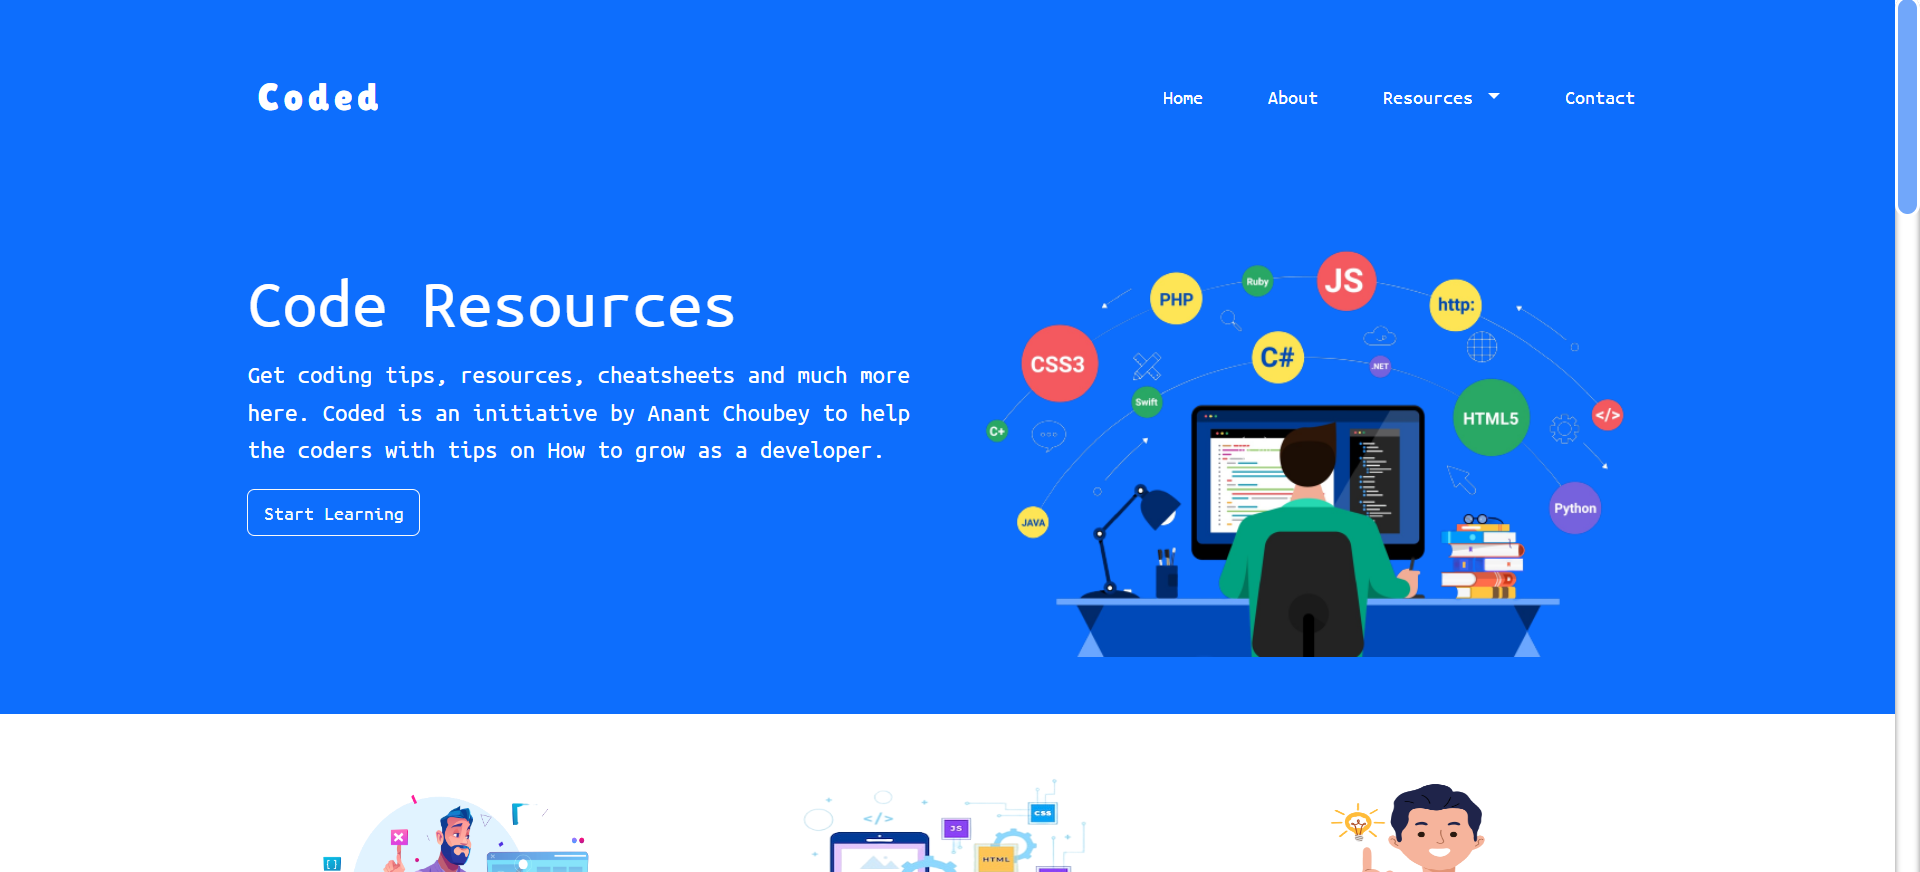 Coded
Home About Resources Contact
Code Resources
Get coding tips, resources, cheatsheets and much more
here. Coded is an initiative by Anant Choubey to help
the coders with tips on How to grow as a developer.
Start Learning
PHP
Ruby
JS
http:
CSS3
C#
.NET
Swift
C+
HTML5
</>
JAVA
Python
</>
JS
CSS
HTML
{ }